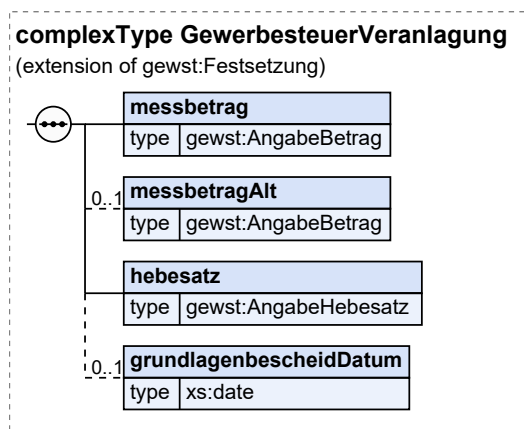 complexType GewerbesteuerVeranlagung
(extension of gewst:Festsetzung)
messbetrag
type gewst:AngabeBetrag
0..1
messbetragAlt
type gewst:AngabeBetrag
hebesatz
type gewst:AngabeHebesatz
0..1
grundlagenbescheidDatum
type xs:date